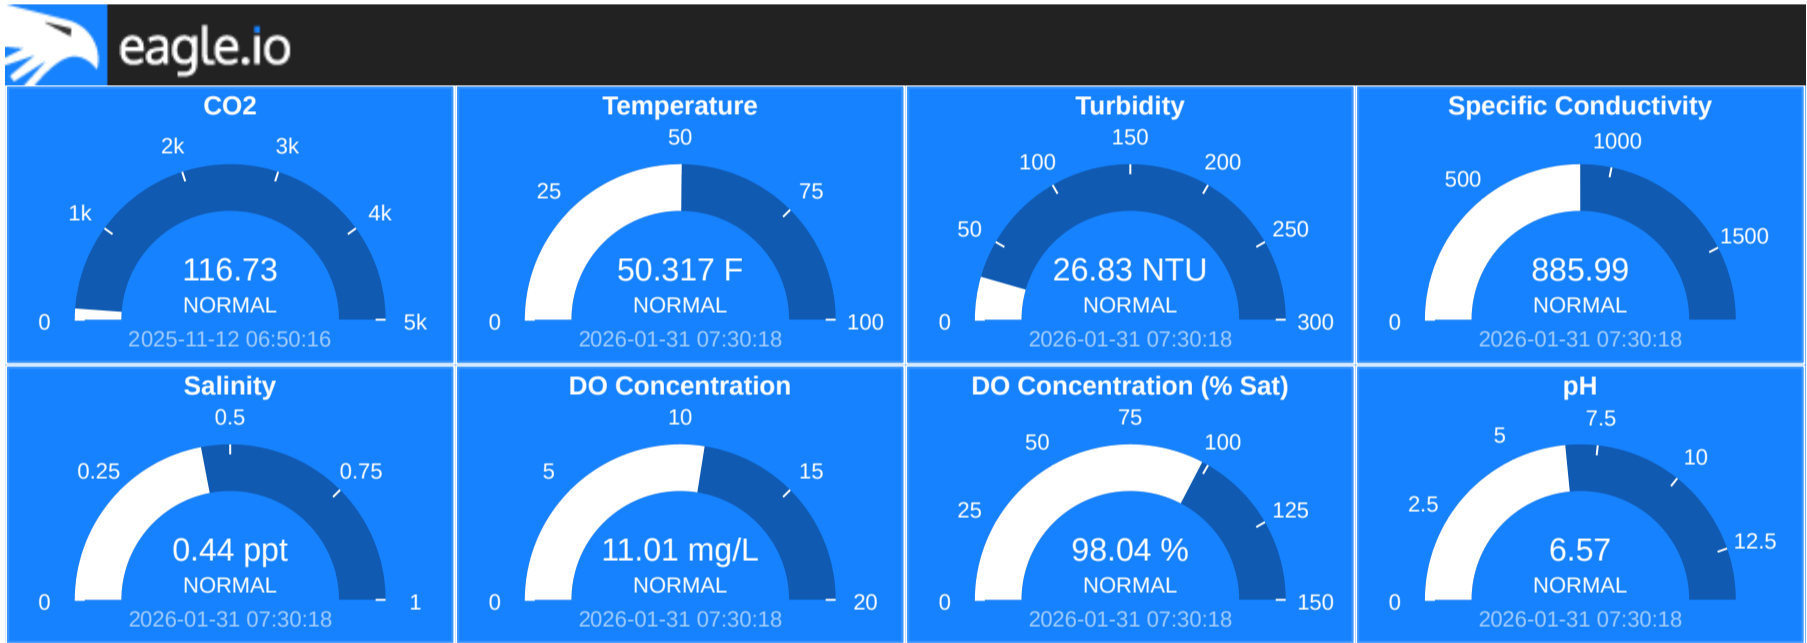 eagle.io
CO2
0
1k
2k
3k
4k
5k
116.73
NORMAL
2025-11-12 06:50:16
Temperature
0
25
50
75
100
50.317 F
NORMAL
2026-01-31 07:30:18
Turbidity
0
50
100
150
200
250
300
26.83 NTU
NORMAL
2026-01-31 07:30:18
Specific Conductivity
0
500
1000
1500
885.99
NORMAL
2026-01-31 07:30:18
Salinity
0
0.25
0.5
0.75
1
0.44 ppt
NORMAL
2026-01-31 07:30:18
DO Concentration
0
5
10
15
20
11.01 mg/L
NORMAL
2026-01-31 07:30:18
DO Concentration (% Sat)
0
25
50
75
100
125
150
98.04 %
NORMAL
2026-01-31 07:30:18
pH
0
2.5
5
7.5
10
12.5
6.57
NORMAL
2026-01-31 07:30:18